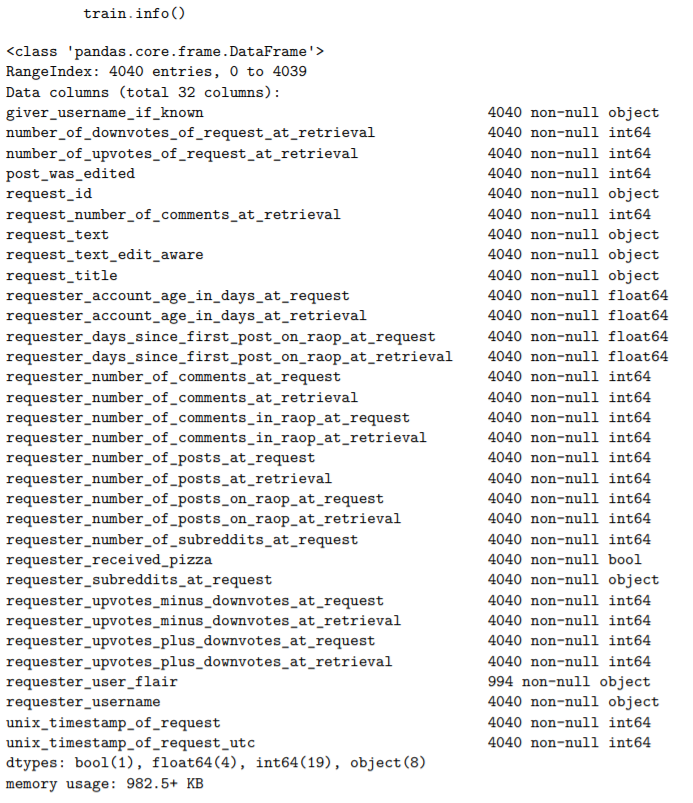 train.info()
<class 'pandas.core.frame.DataFrame'>
RangeIndex: 4040 entries, 0 to 4039
Data columns (total 32 columns):
giver_username_if_known 4040 non-null object
number_of_downvotes_of_request_at_retrieval 4040 non-null int64
number_of_upvotes_of_request_at_retrieval 4040 non-null int64
post_was_edited 4040 non-null int64
request_id 4040 non-null object
request_number_of_comments_at_retrieval 4040 non-null int64
request_text 4040 non-null object
request_text_edit_aware 4040 non-null object
request_title 4040 non-null object
requester_account_age_in_days_at_request 4040 non-null float64
requester_account_age_in_days_at_retrieval 4040 non-null float64
requester_days_since_first_post_on_raop_at_request 4040 non-null float64
requester_days_since_first_post_on_raop_at_retrieval 4040 non-null float64
requester_number_of_comments_at_request 4040 non-null int64
requester_number_of_comments_at_retrieval 4040 non-null int64
requester_number_of_comments_in_raop_at_request 4040 non-null int64
requester_number_of_comments_in_raop_at_retrieval 4040 non-null int64
requester_number_of_posts_at_request 4040 non-null int64
requester_number_of_posts_at_retrieval 4040 non-null int64
requester_number_of_posts_on_raop_at_request 4040 non-null int64
requester_number_of_posts_on_raop_at_retrieval 4040 non-null int64
requester_number_of_subreddits_at_request 4040 non-null int64
requester_received_pizza 4040 non-null bool
requester_subreddits_at_request 4040 non-null object
requester_upvotes_minus_downvotes_at_request 4040 non-null int64
requester_upvotes_minus_downvotes_at_retrieval 4040 non-null int64
requester_upvotes_plus_downvotes_at_request 4040 non-null int64
requester_upvotes_plus_downvotes_at_retrieval 4040 non-null int64
requester_user_flair 994 non-null object
requester_username 4040 non-null object
unix_timestamp_of_request 4040 non-null int64
unix_timestamp_of_request_utc 4040 non-null int64
dtypes: bool(1), float64(4), int64(19), object(8)
memory usage: 982.5+ KB